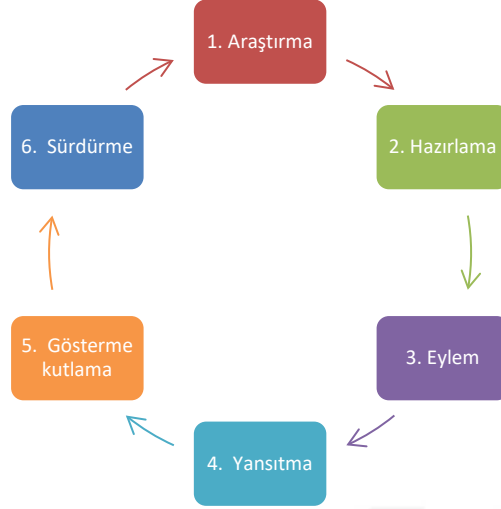 1. Araştırma
2. Hazırlama
3. Eylem
4. Yansıtma
5. Gösterme
kutlama
6. Sürdürme